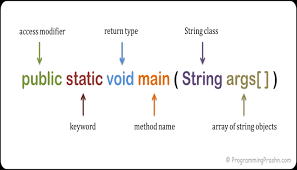 access modifier return type String class
public static void main ( String args[ ] )
keyword method name array of string objects
© ProgrammingPrashn.com